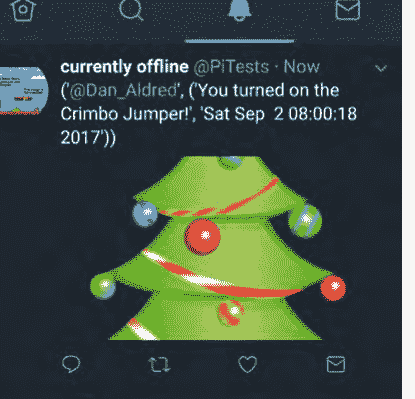 currently offline @PiTests · Now
('@Dan_Aldred', ('You turned on the
Crimbo Jumper!', 'Sat Sep  2 08:00:18
2017'))